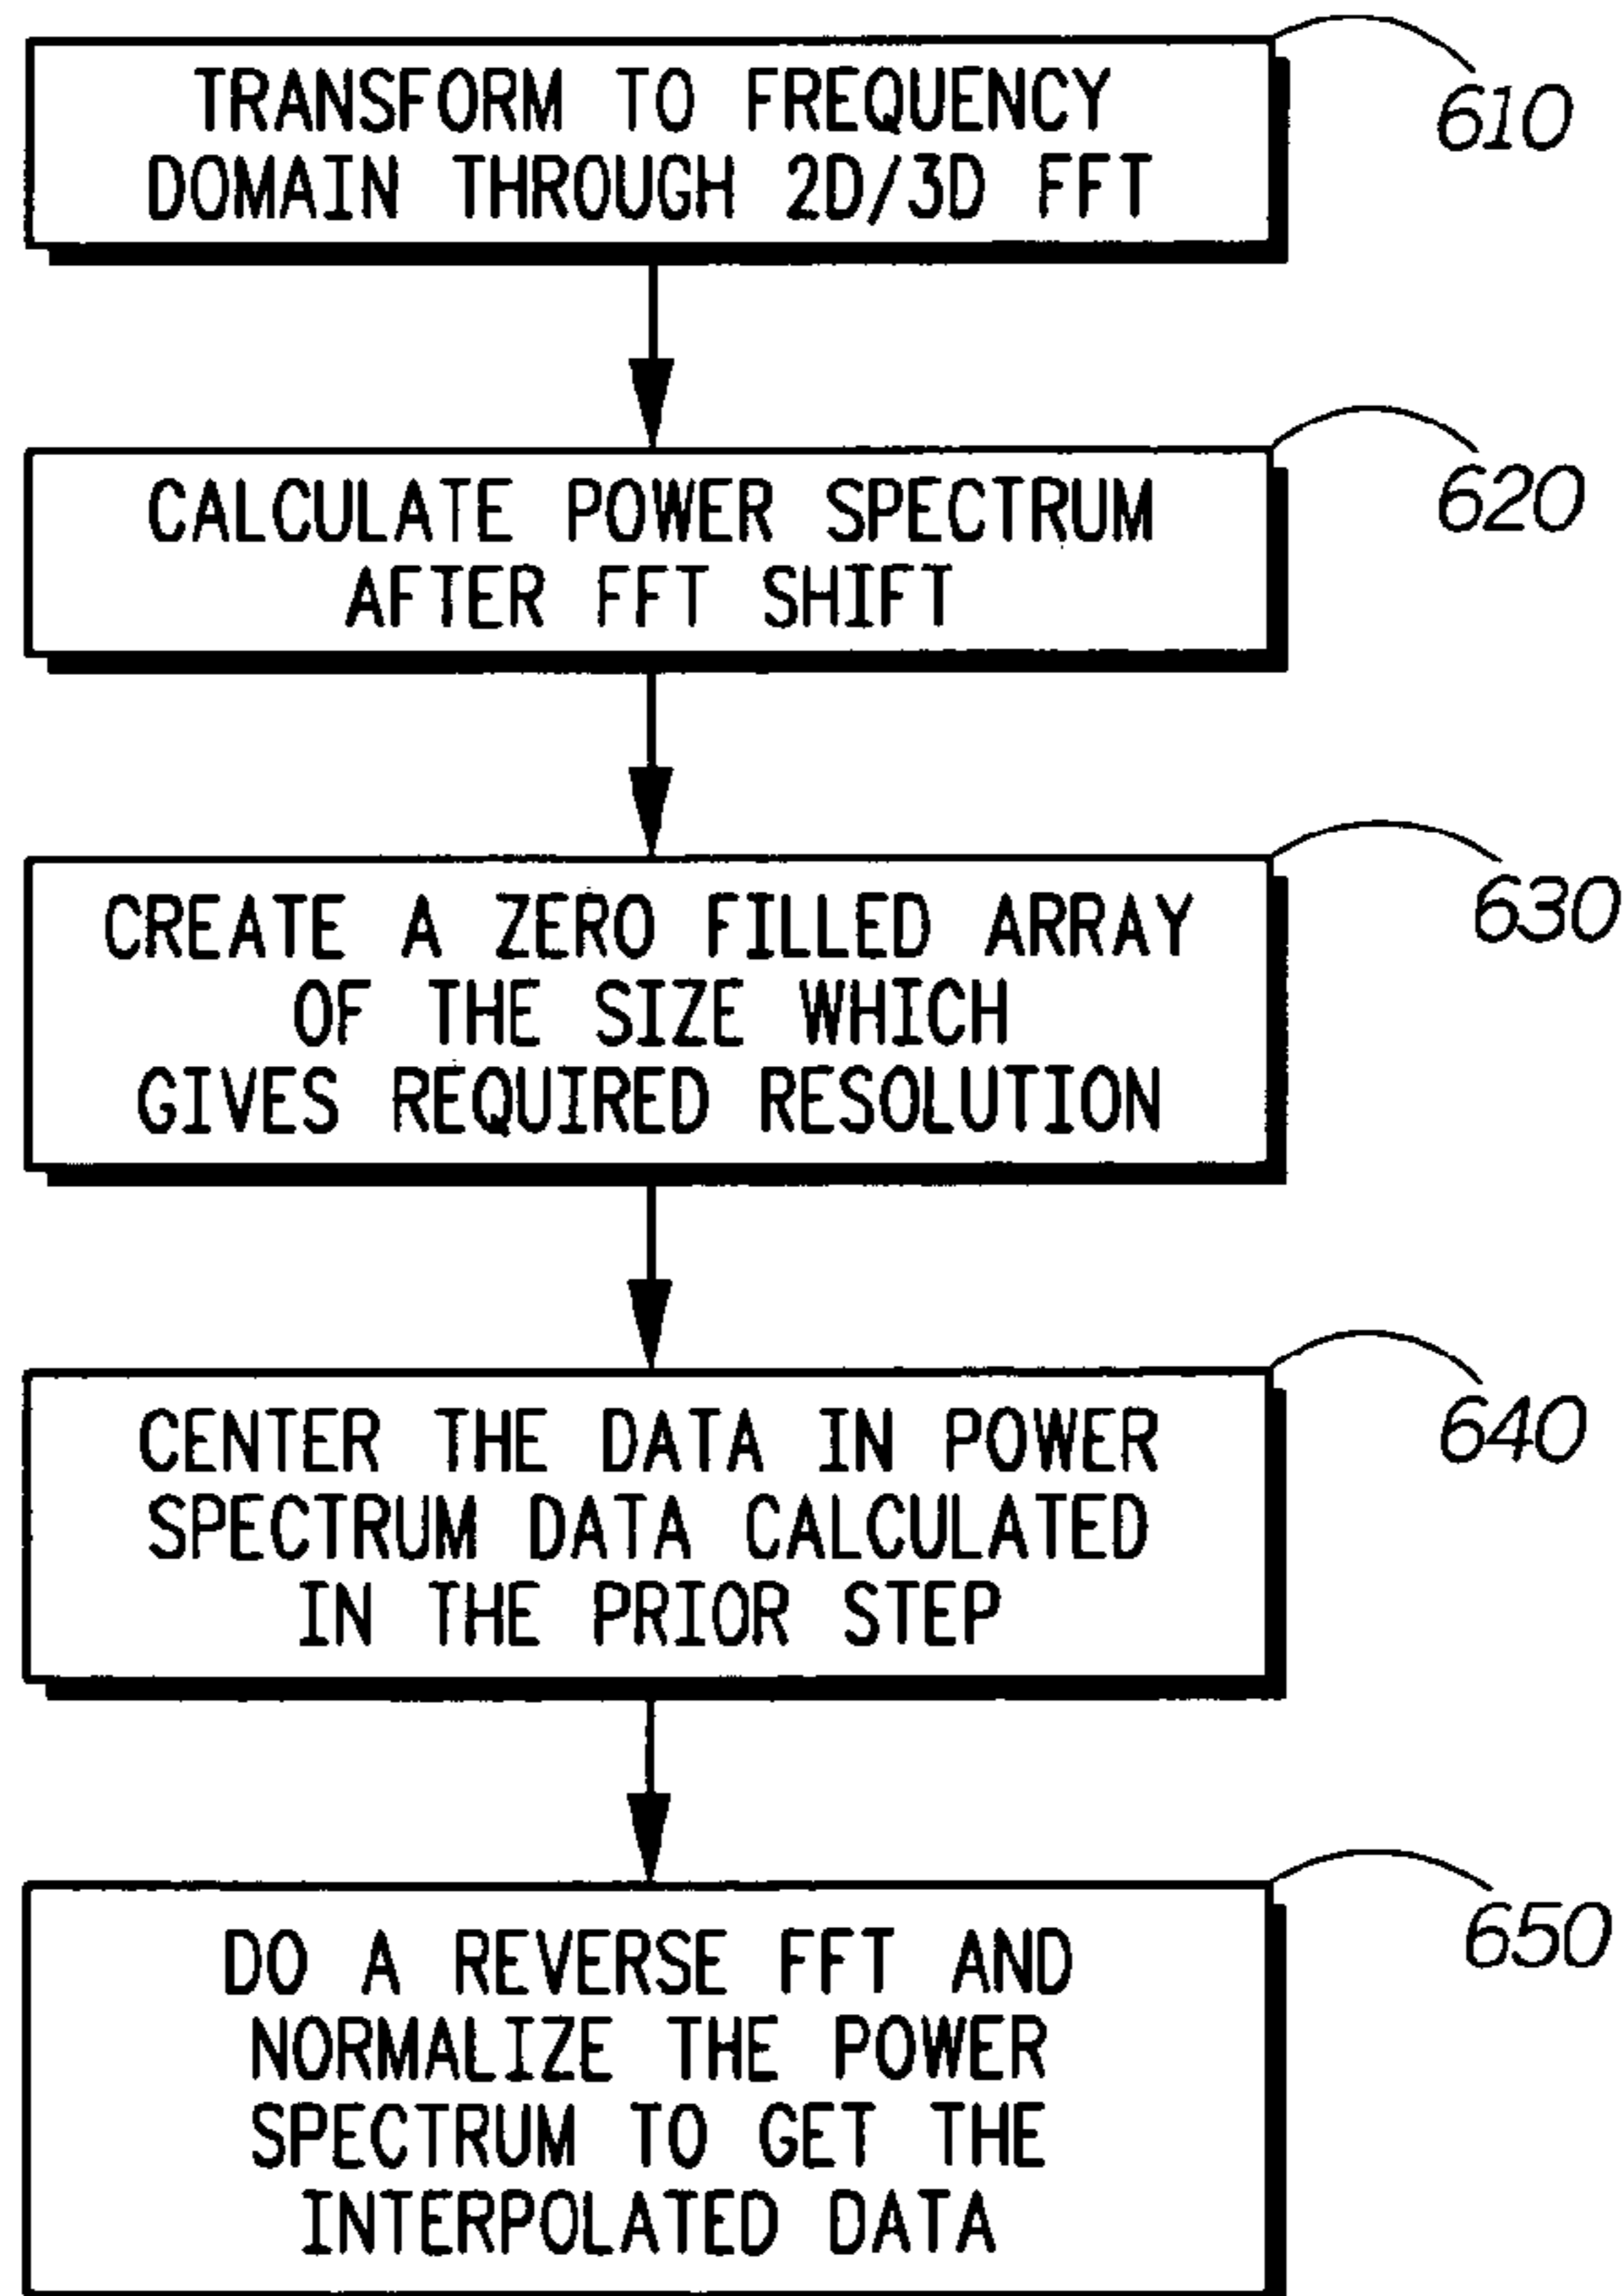 TRANSFORM TO FREQUENCY
DOMAIN THROUGH 2D/3D FFT
610
CALCULATE POWER SPECTRUM
AFTER FFT SHIFT
620
CREATE A ZERO FILLED ARRAY
OF THE SIZE WHICH
GIVES REQUIRED RESOLUTION
630
CENTER THE DATA IN POWER
SPECTRUM DATA CALCULATED
IN THE PRIOR STEP
640
DO A REVERSE FFT AND
NORMALIZE THE POWER
SPECTRUM TO GET THE
INTERPOLATED DATA
650